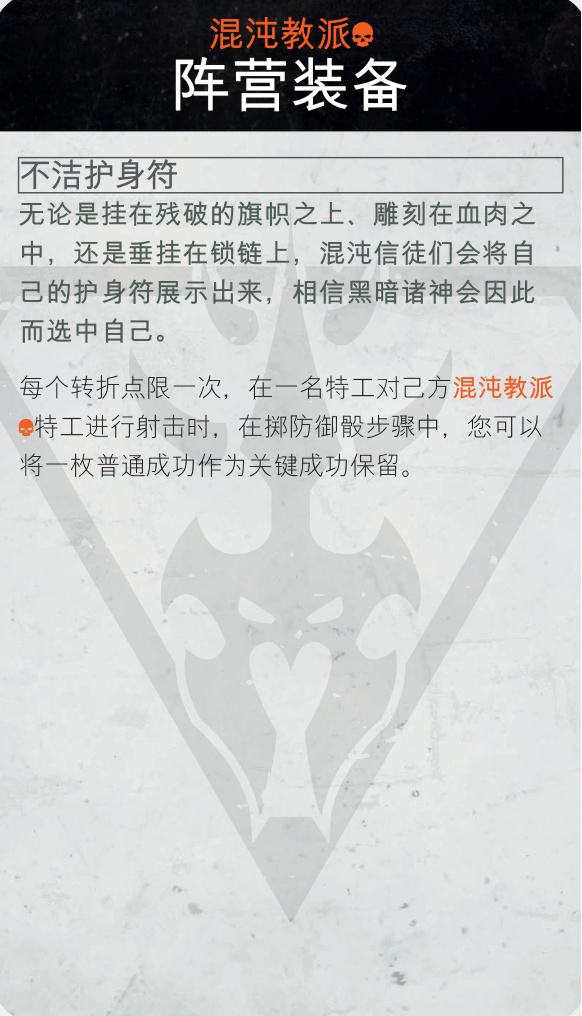 混沌教派
阵营装备
不洁护身符
无论是挂在残破的旗帜之上、雕刻在血肉之
中，还是垂挂在锁链上，混沌信徒们会将自
己的护身符展示出来，相信黑暗诸神会因此
而选中自己。
每个转折点限一次，在一名特工对己方混沌教派
特工进行射击时，在掷防御骰步骤中，您可以
将一枚普通成功作为关键成功保留。